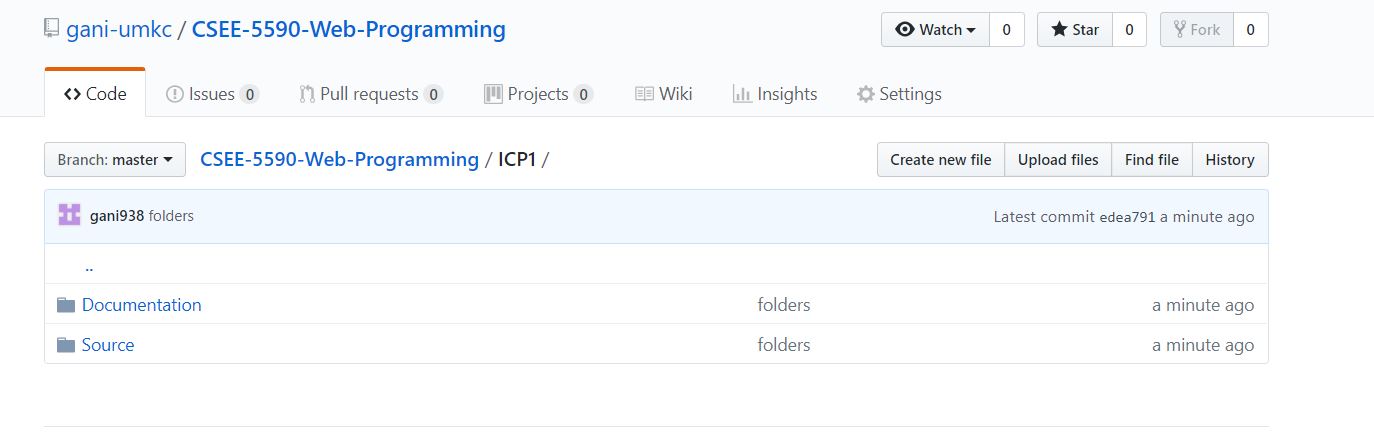 gani-umkc / CSEE-5590-Web-Programming Watch 0 Star 0 Fork 0
Code Issues 0 Pull requests 0 Projects 0 Wiki Insights Settings
Branch: master CSEE-5590-Web-Programming / ICP1 / Create new file Upload files Find file History
gani938 folders Latest commit edea791 a minute ago
..
Documentation folders a minute ago
Source folders a minute ago